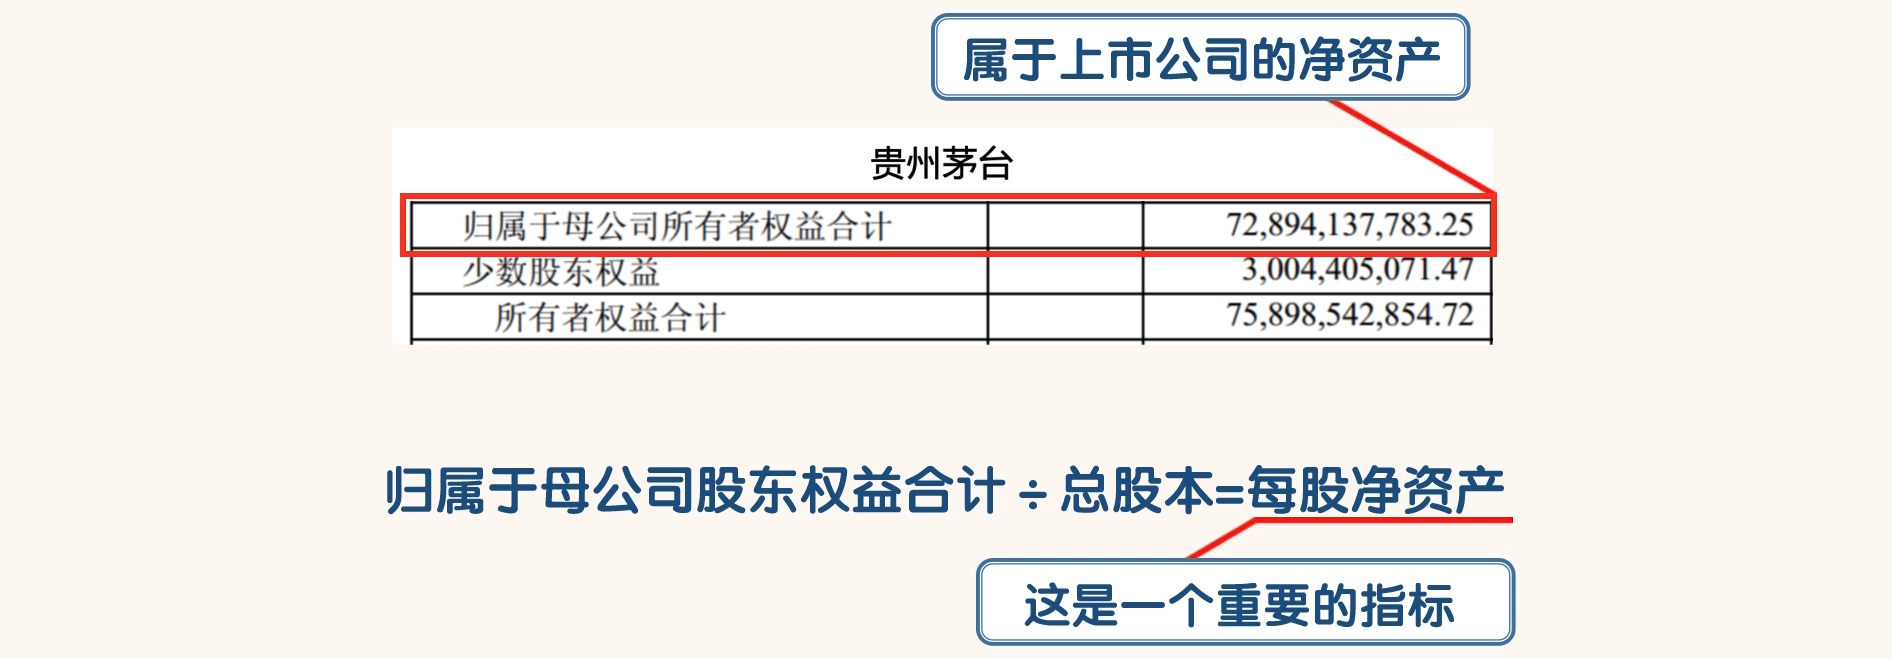 属于上市公司的净资产
贵州茅台
归属于母公司所有者权益合计 72,894,137,783.25
少数股东权益 3,004,405,071.47
所有者权益合计 75,898,542,854.72
归属于母公司股东权益合计÷总股本=每股净资产
这是一个重要的指标